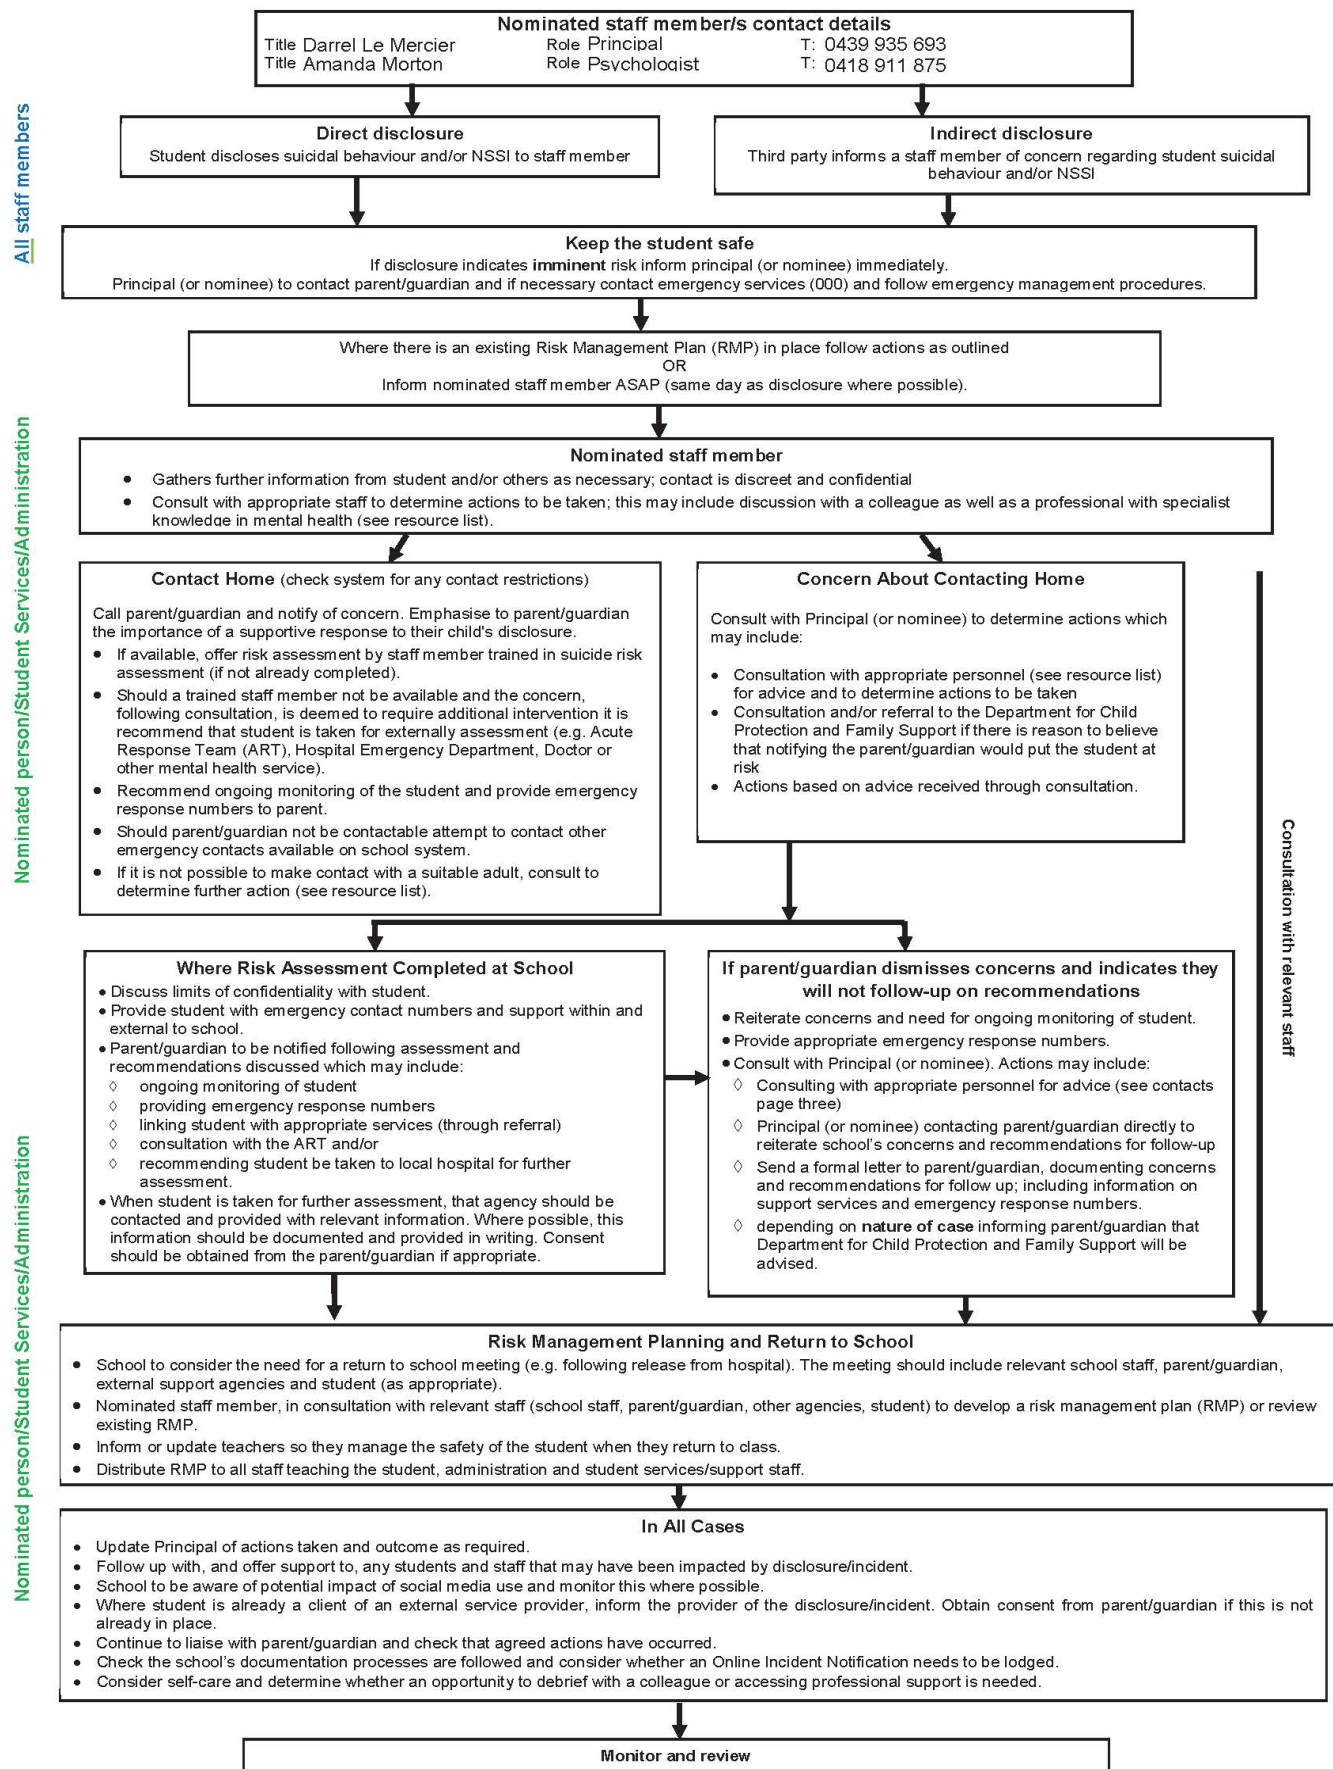 Nominated staff member/s contact details
Title Darrel Le Mercier Role Principal T: 0439 935 693
Title Amanda Morton Role Psychologist T: 0418 911 875
All staff members
Direct disclosure
Student discloses suicidal behaviour and/or NSSI to staff member
Indirect disclosure
Third party informs a staff member of concern regarding student suicidal
behaviour and/or NSSI
Keep the student safe
If disclosure indicates imminent risk inform principal (or nominee) immediately.
Principal (or nominee) to contact parent/guardian and if necessary contact emergency services (000) and follow emergency management procedures.
Where there is an existing Risk Management Plan (RMP) in place follow actions as outlined
OR
Inform nominated staff member ASAP (same day as disclosure where possible).
Nominated person/Student Services/Administration
Nominated staff member
• Gathers further information from student and/or others as necessary; contact is discreet and confidential
• Consult with appropriate staff to determine actions to be taken; this may include discussion with a colleague as well as a professional with specialist
knowledge in mental health (see resource list).
Contact Home (check system for any contact restrictions)
Call parent/guardian and notify of concern. Emphasise to parent/guardian
the importance of a supportive response to their child's disclosure.
• If available, offer risk assessment by staff member trained in suicide risk
assessment (if not already completed).
• Should a trained staff member not be available and the concern,
following consultation, is deemed to require additional intervention it is
recommend that student is taken for externally assessment (e.g. Acute
Response Team (ART), Hospital Emergency Department, Doctor or
other mental health service).
• Recommend ongoing monitoring of the student and provide emergency
response numbers to parent.
• Should parent/guardian not be contactable attempt to contact other
emergency contacts available on school system.
• If it is not possible to make contact with a suitable adult, consult to
determine further action (see resource list).
Concern About Contacting Home
Consult with Principal (or nominee) to determine actions which
may include:
• Consultation with appropriate personnel (see resource list)
for advice and to determine actions to be taken
• Consultation and/or referral to the Department for Child
Protection and Family Support if there is reason to believe
that notifying the parent/guardian would put the student at
risk
• Actions based on advice received through consultation.
Consultation with relevant staff
Nominated person/Student Services/Administration
Where Risk Assessment Completed at School
• Discuss limits of confidentiality with student.
• Provide student with emergency contact numbers and support within and
external to school.
• Parent/guardian to be notified following assessment and
recommendations discussed which may include:
◊ ongoing monitoring of student
◊ providing emergency response numbers
◊ linking student with appropriate services (through referral)
◊ consultation with the ART and/or
◊ recommending student be taken to local hospital for further
assessment.
• When student is taken for further assessment, that agency should be
contacted and provided with relevant information. Where possible, this
information should be documented and provided in writing. Consent
should be obtained from the parent/guardian if appropriate.
If parent/guardian dismisses concerns and indicates they
will not follow-up on recommendations
• Reiterate concerns and need for ongoing monitoring of student.
• Provide appropriate emergency response numbers.
• Consult with Principal (or nominee). Actions may include:
◊ Consulting with appropriate personnel for advice (see contacts
page three)
◊ Principal (or nominee) contacting parent/guardian directly to
reiterate school's concerns and recommendations for follow-up
◊ Send a formal letter to parent/guardian, documenting concerns
and recommendations for follow up; including information on
support services and emergency response numbers.
◊ depending on nature of case informing parent/guardian that
Department for Child Protection and Family Support will be
advised.
Risk Management Planning and Return to School
• School to consider the need for a return to school meeting (e.g. following release from hospital). The meeting should include relevant school staff, parent/guardian,
external support agencies and student (as appropriate).
• Nominated staff member, in consultation with relevant staff (school staff, parent/guardian, other agencies, student) to develop a risk management plan (RMP) or review
existing RMP.
• Inform or update teachers so they manage the safety of the student when they return to class.
• Distribute RMP to all staff teaching the student, administration and student services/support staff.
In All Cases
• Update Principal of actions taken and outcome as required.
• Follow up with, and offer support to, any students and staff that may have been impacted by disclosure/incident.
• School to be aware of potential impact of social media use and monitor this where possible.
• Where student is already a client of an external service provider, inform the provider of the disclosure/incident. Obtain consent from parent/guardian if this is not
already in place.
• Continue to liaise with parent/guardian and check that agreed actions have occurred.
• Check the school's documentation processes are followed and consider whether an Online Incident Notification needs to be lodged.
• Consider self-care and determine whether an opportunity to debrief with a colleague or accessing professional support is needed.
Monitor and review